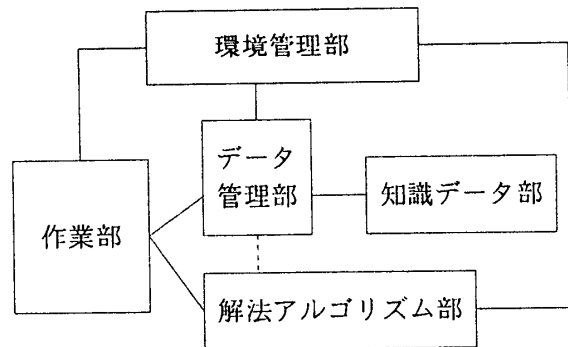 環境管理部
データ
管理部
知識データ部
作業部
解法アルゴリズム部